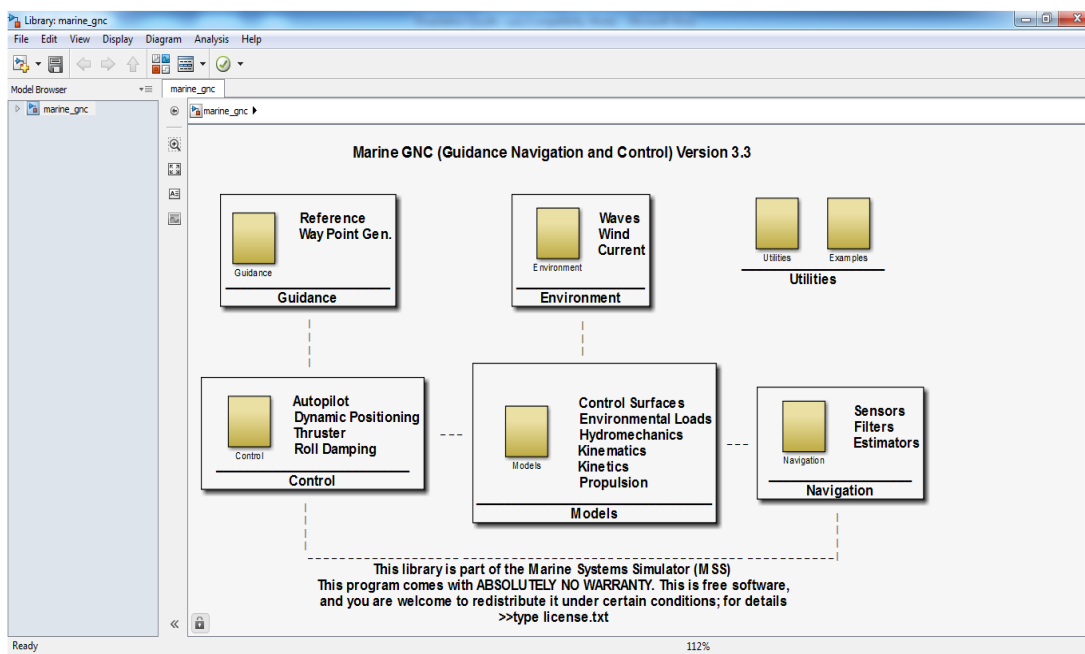 Library: marine_gnc
File Edit View Display Diagram Analysis Help
Model Browser
marine_gnc
marine_gnc
marine_gnc
Marine GNC (Guidance Navigation and Control) Version 3.3
Reference
Way Point Gen.
Guidance
Guidance
Waves
Wind
Current
Environment
Environment
Utilities
Examples
Utilities
Autopilot
Dynamic Positioning
Thruster
Roll Damping
Control
Control
Control Surfaces
Environmental Loads
Hydromechanics
Kinematics
Kinetics
Propulsion
Models
Models
Sensors
Filters
Estimators
Navigation
Navigation
This library is part of the Marine Systems Simulator (MSS)
This program comes with ABSOLUTELY NO WARRANTY. This is free software,
and you are welcome to redistribute it under certain conditions; for details
>>type license.txt
Ready
112%